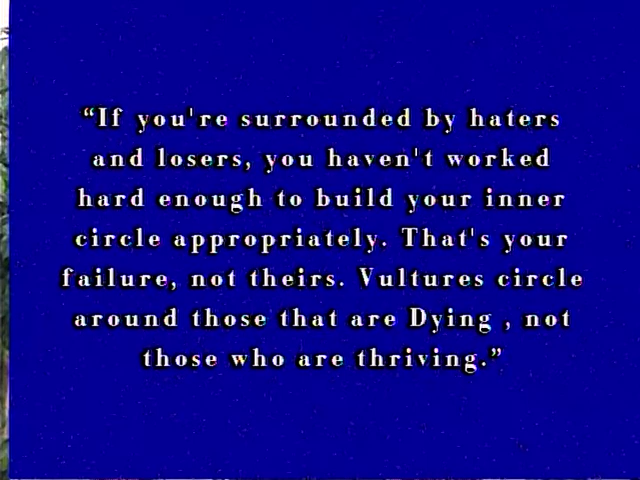 “If you're surrounded by haters
and losers, you haven't worked
hard enough to build your inner
circle appropriately. That's your
failure, not theirs. Vultures circle
around those that are Dying , not
those who are thriving.”